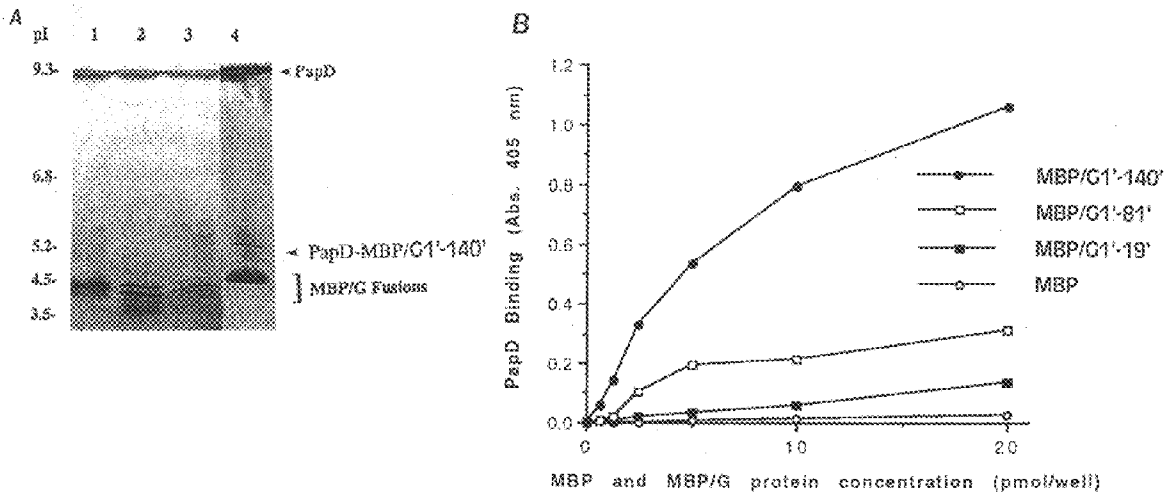 A
pI 1 2 3 4
9.3-
PapD
6.8-
5.2-
PapD-MBP/G1'-140'
4.5-
MBP/G Fusions
3.5-
B
PapD Binding (Abs. 405 nm)
1.2
1.0
0.8
0.6
0.4
0.2
0.0
0 10 20
MBP and MBP/G protein concentration (pmol/well)
MBP/G1'-140'
MBP/G1'-81'
MBP/G1'-19'
MBP